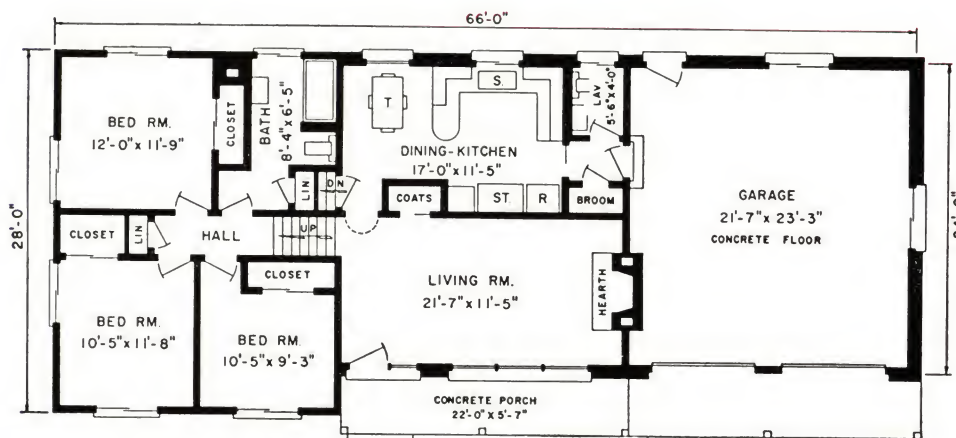 66'-0"
28'-0"
BED RM.
12'-0" x 11'-9"
CLOSET
BATH
8'-4" x 6'-5"
LIN
DN
T
S.
DINING-KITCHEN
17'-0" x 11'-5"
COATS
ST
R
LAV
5'-6" x 4'-0"
BROOM
GARAGE
21'-7" x 23'-3"
CONCRETE FLOOR
CLOSET
LIN
HALL
UP
CLOSET
BED RM.
10'-5" x 11'-8"
BED RM.
10'-5" x 9'-3"
LIVING RM.
21'-7" x 11'-5"
HEARTH
CONCRETE PORCH
22'-0" x 5'-7"